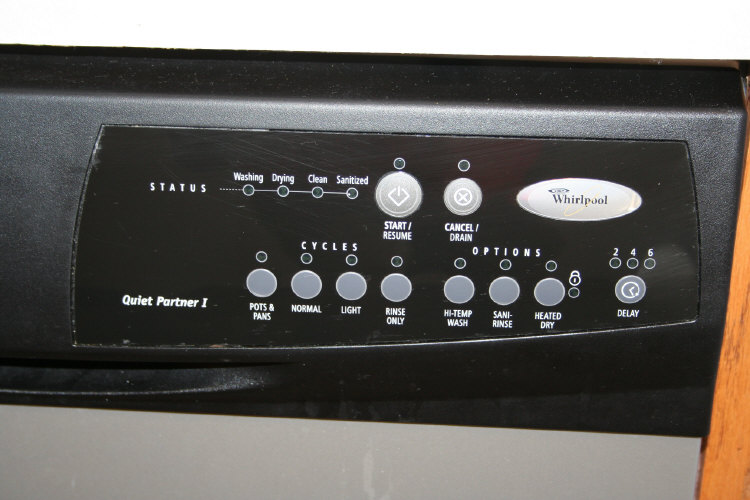 STATUS
Washing Drying Clean Sanitized
START / RESUME
CANCEL / DRAIN
Whirlpool
CYCLES
OPTIONS
2 4 6
Quiet Partner I
POTS & PANS
NORMAL
LIGHT
RINSE ONLY
HI-TEMP WASH
SANI- RINSE
HEATED DRY
DELAY